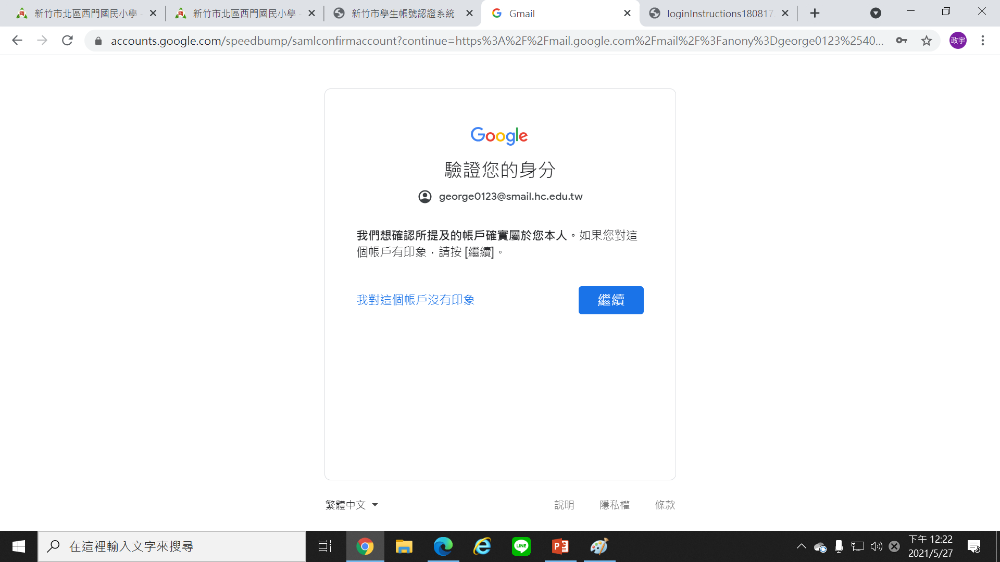 新竹市北區西門國民小學 -
新竹市北區西門國民小學 -
新竹市學生帳號認證系統
Gmail
loginInstructions180817
accounts.google.com/speedbump/samlconfirmaccount?continue=https%3A%2F%2Fmail.google.com%2Fmail%2F%3Fanony%3Dgeorge0123%2540...
政宇
Google
驗證您的身分
george0123@smail.hc.edu.tw
我們想確認所提及的帳戶確實屬於您本人。如果您對這
個帳戶有印象，請按 [繼續]。
我對這個帳戶沒有印象
繼續
繁體中文
說明
隱私權
條款
在這裡輸入文字來搜尋
LINE
下午 12:22
2021/5/27